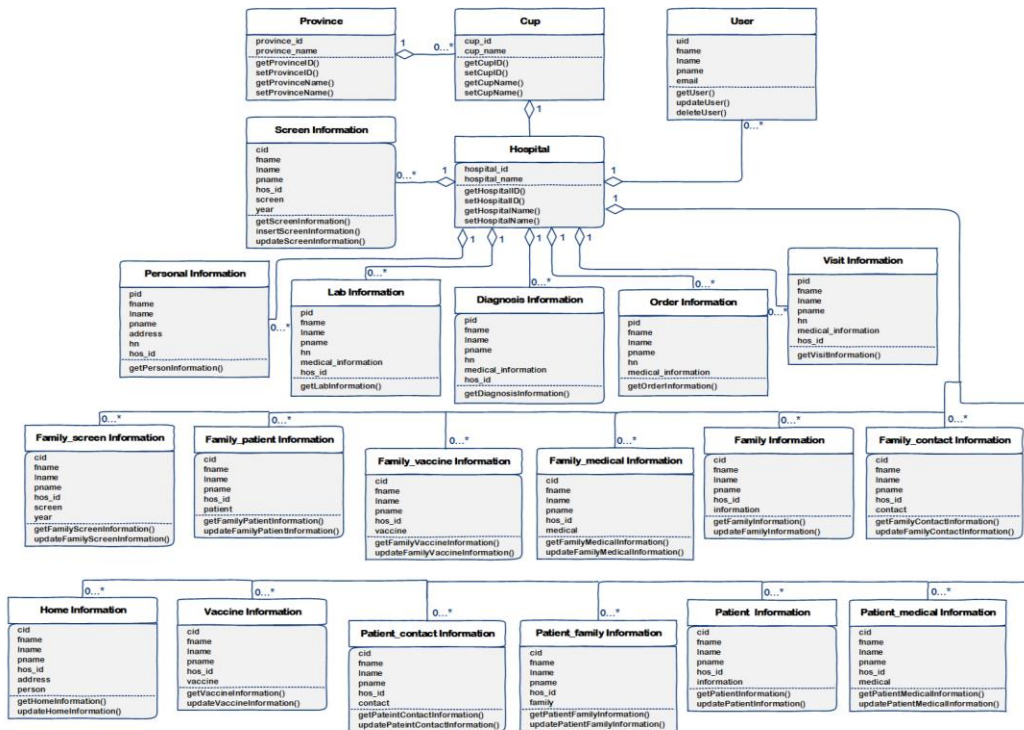 Province
province_id
province_name
getProvinceID()
setProvinceID()
getProvinceName()
setProvinceName()
1
0...*
Cup
cup_id
cup_name
getCupID()
setCupID()
getCupName()
setCupName()
1
User
uid
fname
lname
pname
email
getUser()
updateUser()
deleteUser()
0...*
Screen Information
cid
fname
lname
pname
hos_id
screen
year
getScreenInformation()
insertScreenInformation()
updateScreenInformation()
0...*
1
Hospital
hospital_id
hospital_name
getHospitalID()
setHospitalID()
getHospitalName()
setHospitalName()
1
1
1
1
1
1
1
Personal Information
pid
fname
lname
pname
address
hn
hos_id
getPersonInformation()
0...*
0...*
Lab Information
pid
fname
lname
pname
hn
medical_information
hos_id
getLabInformation()
0...*
Diagnosis Information
pid
fname
lname
pname
hn
medical_information
hos_id
getDiagnosisInformation()
0...*
Order Information
pid
fname
lname
pname
hn
medical_information
getOrderInformation()
0...*
Visit Information
pid
fname
lname
pname
hn
medical_information
hos_id
getVisitInformation()
0...*
Family_screen Information
cid
fname
lname
pname
hos_id
screen
year
getFamilyScreenInformation()
updateFamilyScreenInformation()
0...*
Family_patient Information
cid
fname
lname
pname
hos_id
patient
getFamilyPatientInformation()
updateFamilyPatientInformation()
0...*
Family_vaccine Information
cid
fname
lname
pname
hos_id
vaccine
getFamilyVaccineInformation()
updateFamilyVaccineInformation()
0...*
Family_medical Information
cid
fname
lname
pname
hos_id
medical
getFamilyMedicalInformation()
updateFamilyMedicalInformation()
0...*
Family Information
cid
fname
lname
pname
hos_id
information
getFamilyInformation()
updateFamilyInformation()
0...*
Family_contact Information
cid
fname
lname
pname
hos_id
contact
getFamilyContactInformation()
updateFamilyContactInformation()
0...*
Home Information
cid
fname
lname
pname
hos_id
address
person
getHomeInformation()
updateHomeInformation()
0...*
Vaccine Information
cid
fname
lname
pname
hos_id
vaccine
getVaccineInformation()
updateVaccineInformation()
0...*
Patient_contact Information
cid
fname
lname
pname
hos_id
contact
getPateintContactInformation()
updatePateintContactInformation()
0...*
Patient_family Information
cid
fname
lname
pname
hos_id
family
getPatientFamilyInformation()
updatePatientFamilyInformation()
0...*
Patient Information
cid
fname
lname
pname
hos_id
information
getPatientInformation()
updatePatientInformation()
0...*
Patient_medical Information
cid
fname
lname
pname
hos_id
medical
getPatientMedicalInformation()
updatePatientMedicalInformation()